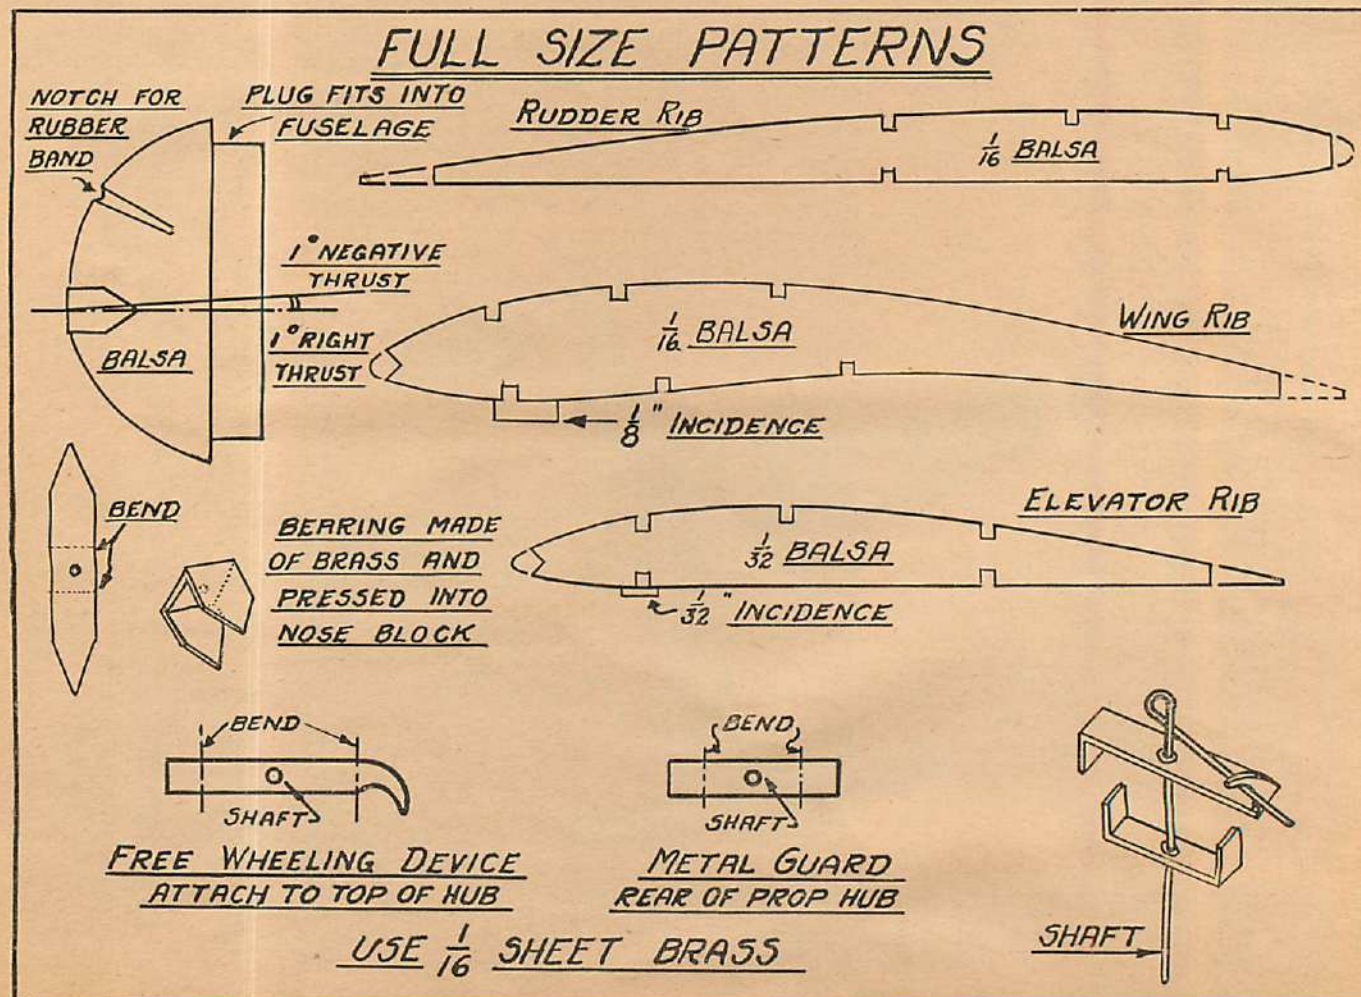 FULL SIZE PATTERNS
NOTCH FOR
RUBBER
BAND
PLUG FITS INTO
FUSELAGE
RUDDER RIB
1/16 BALSA
1° NEGATIVE
THRUST
1° RIGHT
THRUST
BALSA
1/16 BALSA
WING RIB
1/8" INCIDENCE
BEND
BEARING MADE
OF BRASS AND
PRESSED INTO
NOSE BLOCK
ELEVATOR RIB
1/32 BALSA
1/32" INCIDENCE
BEND
SHAFT
FREE WHEELING DEVICE
ATTACH TO TOP OF HUB
BEND
SHAFT
METAL GUARD
REAR OF PROP HUB
USE 1/16 SHEET BRASS
SHAFT